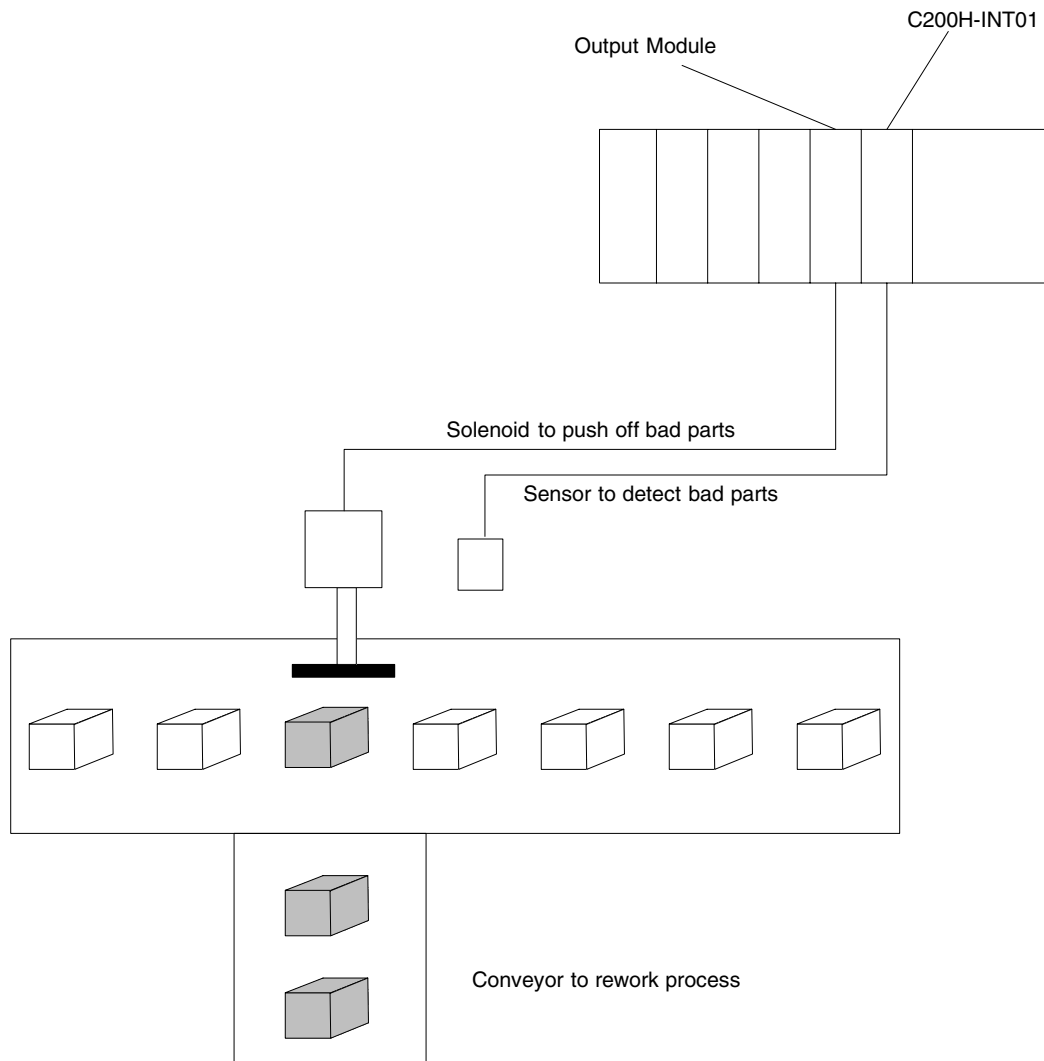 C200H-INT01
Output Module
Solenoid to push off bad parts
Sensor to detect bad parts
Conveyor to rework process